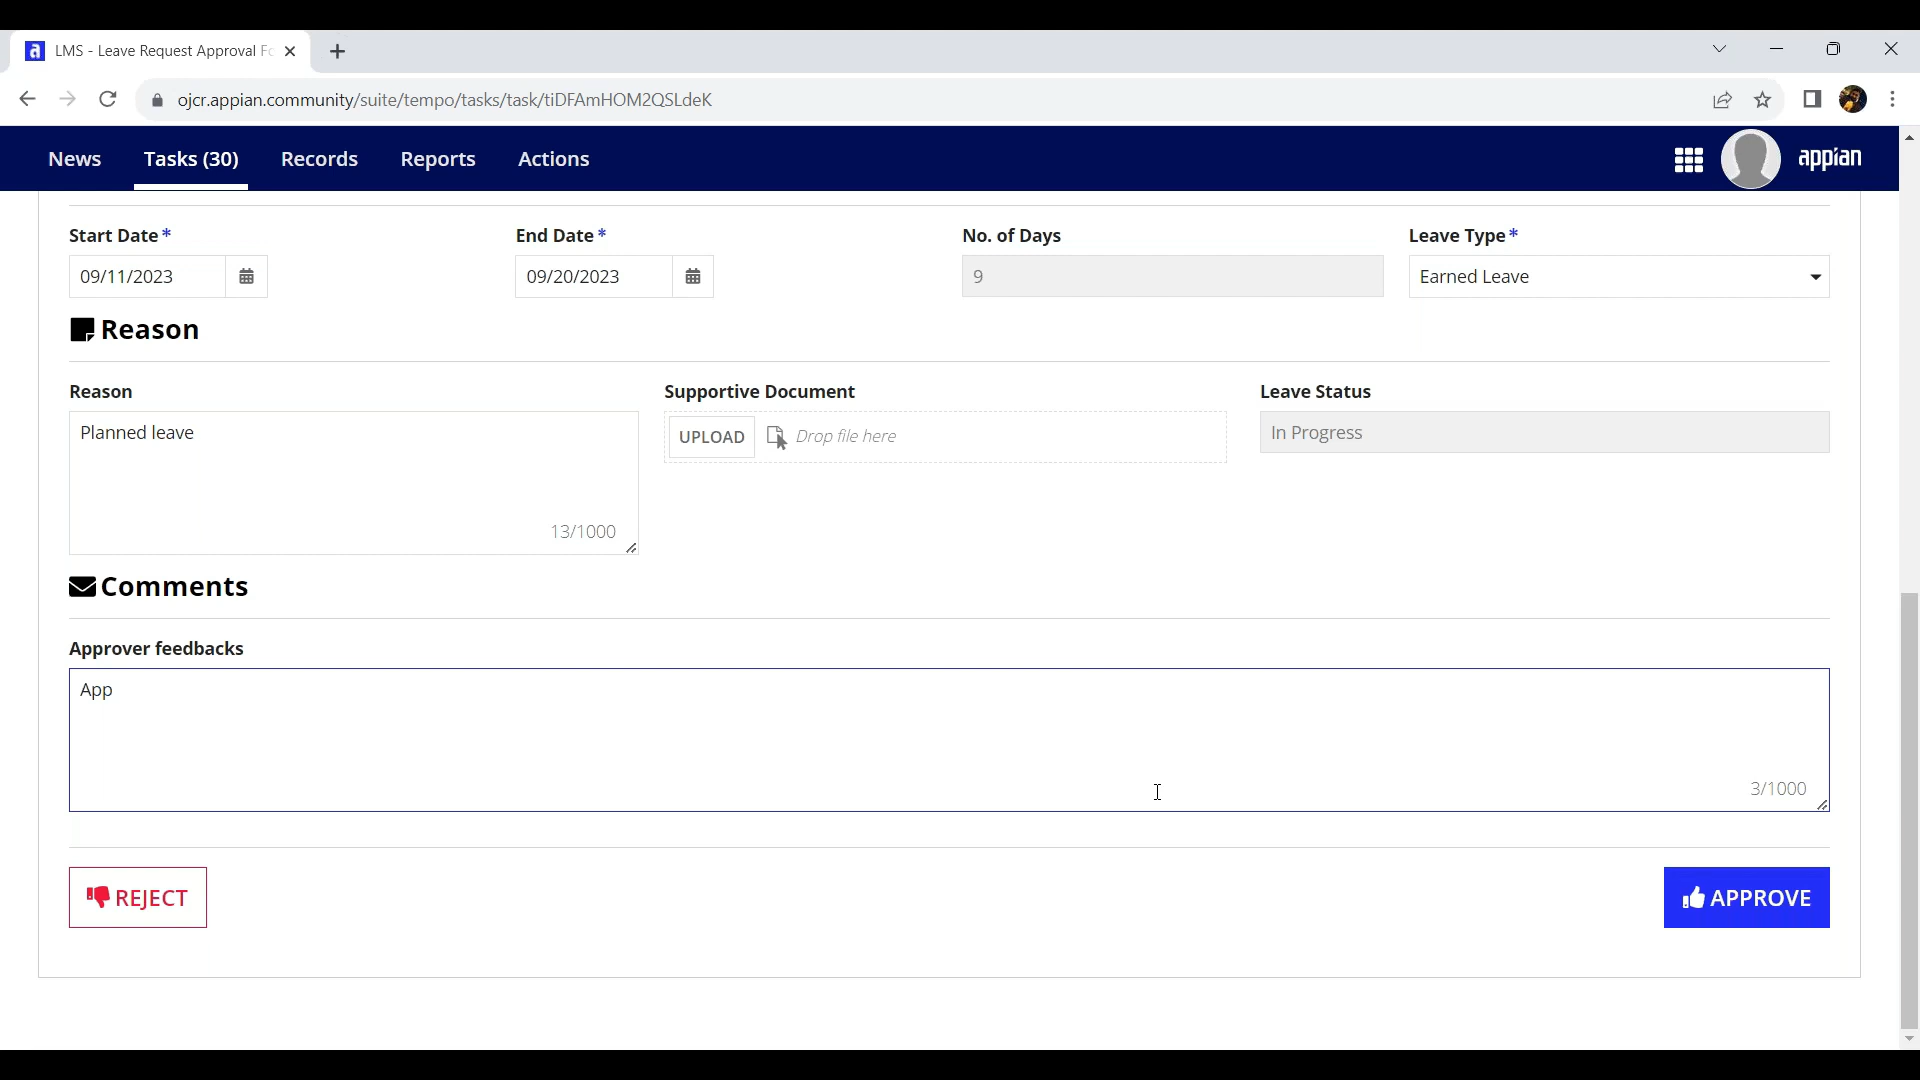 LMS - Leave Request Approval Fo
ojcr.appian.community/suite/tempo/tasks/task/tiDFAmHOM2QSLdeK
News Tasks (30) Records Reports Actions appian
Start Date* End Date* No. of Days Leave Type*
09/11/2023 09/20/2023 9 Earned Leave
Reason
Reason Supportive Document Leave Status
Planned leave UPLOAD Drop file here In Progress
13/1000
Comments
Approver feedbacks
App
3/1000
REJECT APPROVE